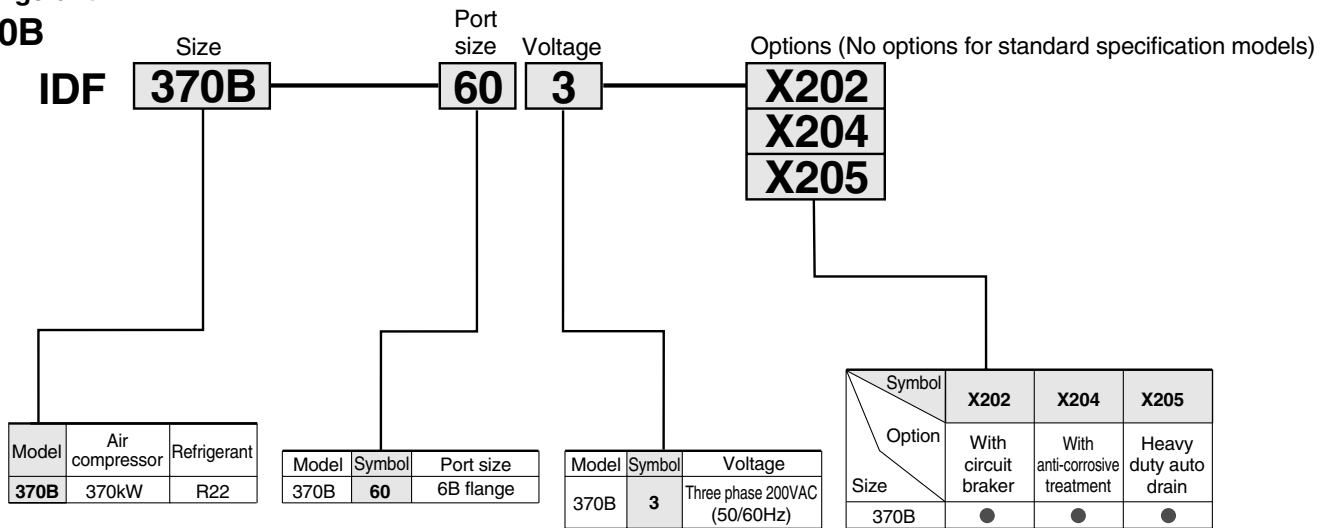 0B
Size
Port
size
Voltage
Options (No options for standard specification models)
IDF 370B 60 3 X202
X204
X205
Model Air compressor Refrigerant
370B 370kW R22
Model Symbol Port size
370B 60 6B flange
Model Symbol Voltage
370B 3 Three phase 200VAC
(50/60Hz)
Symbol X202 X204 X205
Option
Size
With
circuit
braker
With
anti-corrosive
treatment
Heavy
duty auto
drain
370B ● ● ●